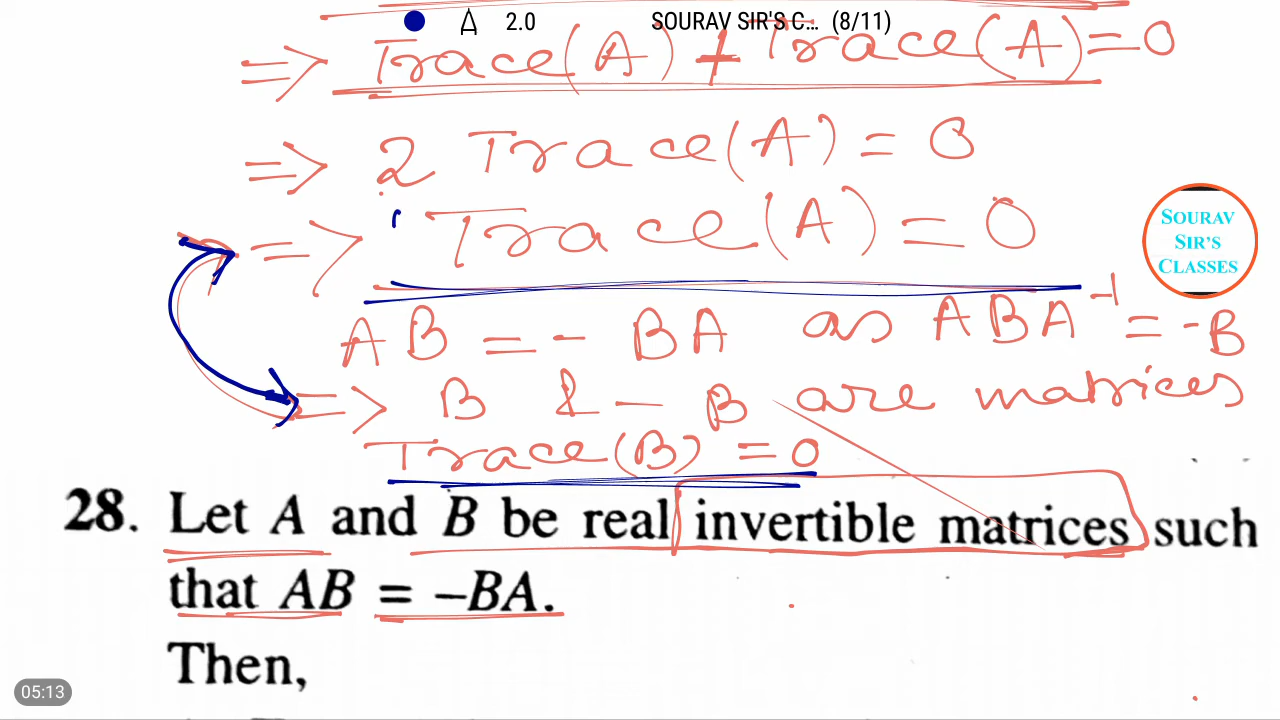 2.0 SOURAV SIR'S C... (8/11)
=> Trace(A) + Trace(A) = 0
=> 2 Trace(A) = 0
=> Trace(A) = 0
SOURAV
SIR'S
CLASSES
AB = - BA as ABA⁻¹ = -B
=> B & - B are matrices
Trace(B) = 0
28. Let A and B be real invertible matrices such
that AB = –BA.
Then,
05:13